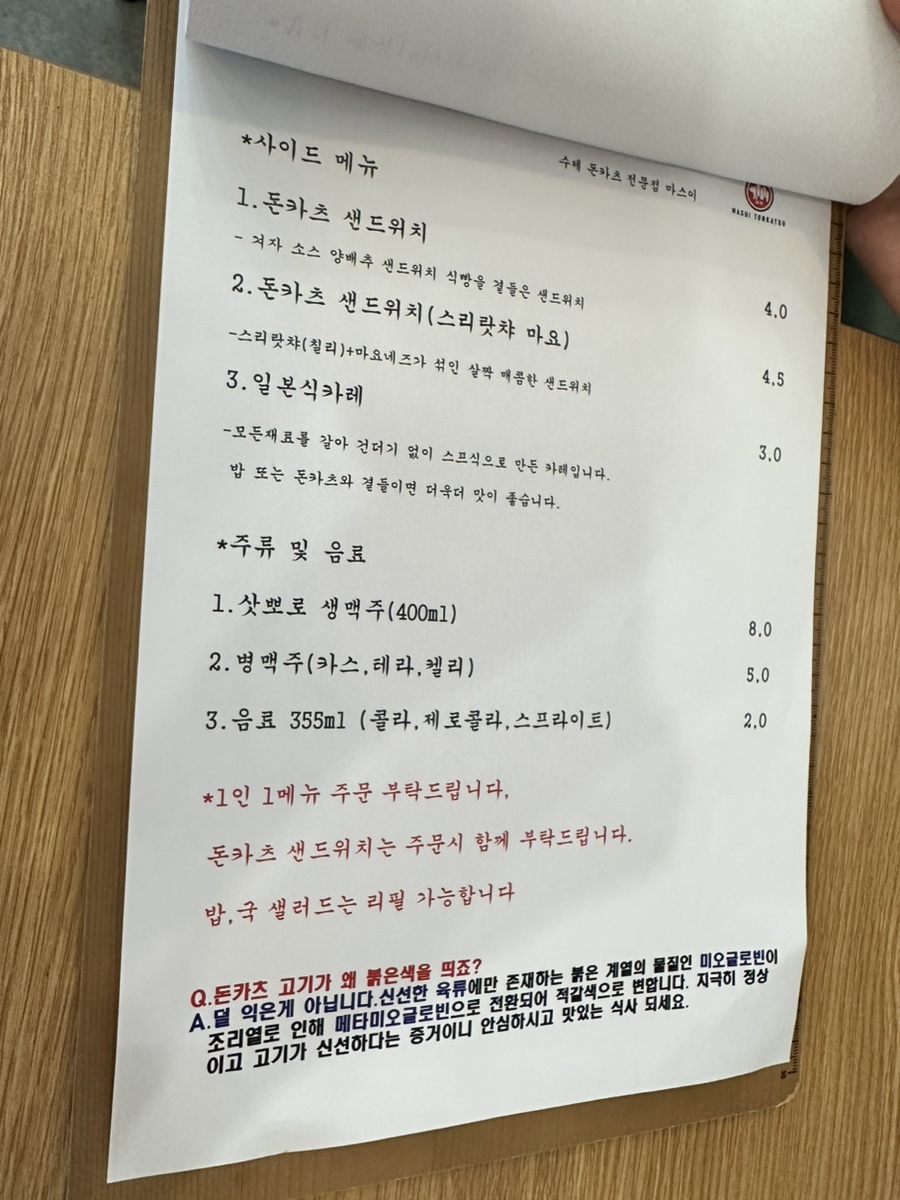 수제 돈카츠 전문점 마스이
MASUI TONKATSU
*사이드 메뉴
1.돈카츠 샌드위치
- 겨자 소스 양배추 샌드위치 식빵을 곁들은 샌드위치 4.0
2.돈카츠 샌드위치(스리랏챠 마요)
-스리랏챠(칠리)+마요네즈가 섞인 살짝 매콤한 샌드위치 4.5
3.일본식카레 3.0
-모든재료를 갈아 건더기 없이 스프식으로 만든 카레입니다.
밥 또는 돈카츠와 곁들이면 더욱더 맛이 좋습니다.
*주류 및 음료
1.삿뽀로 생맥주(400ml) 8.0
2.병맥주(카스,테라,켈리) 5.0
3.음료 355ml (콜라,제로콜라,스프라이트) 2.0
*1인 1메뉴 주문 부탁드립니다.
돈카츠 샌드위치는 주문시 함께 부탁드립니다.
밥,국 샐러드는 리필 가능합니다
Q.돈카츠 고기가 왜 붉은색을 띄죠?
A.덜 익은게 아닙니다.신선한 육류에만 존재하는 붉은 계열의 물질인 미오글로빈이
조리열로 인해 메타미오글로빈으로 전환되어 적갈색으로 변합니다. 지극히 정상
이고 고기가 신선하다는 증거이니 안심하시고 맛있는 식사 되세요.